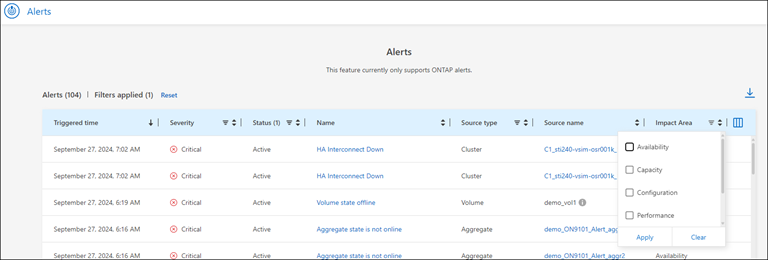 Alerts
Alerts
This feature currently only supports ONTAP alerts.
Alerts (104) | Filters applied (1) Reset
Triggered time Severity Status (1) Name Source type Source name Impact Area
September 27, 2024, 7:02 AM Critical Active HA Interconnect Down Cluster C1_sti240-vsim-osr001k_
Availability
September 27, 2024, 7:02 AM Critical Active HA Interconnect Down Cluster C1_sti240-vsim-osr001k_
Capacity
September 27, 2024, 6:19 AM Critical Active Volume state offline Volume demo_vol1
Configuration
September 27, 2024, 6:16 AM Critical Active Aggregate state is not online Aggregate demo_ON9101_Alert_aggr
Performance
Apply Clear
September 27, 2024, 6:16 AM Critical Active Aggregate state is not online Aggregate demo_ON9101_Alert_aggr2 Availability